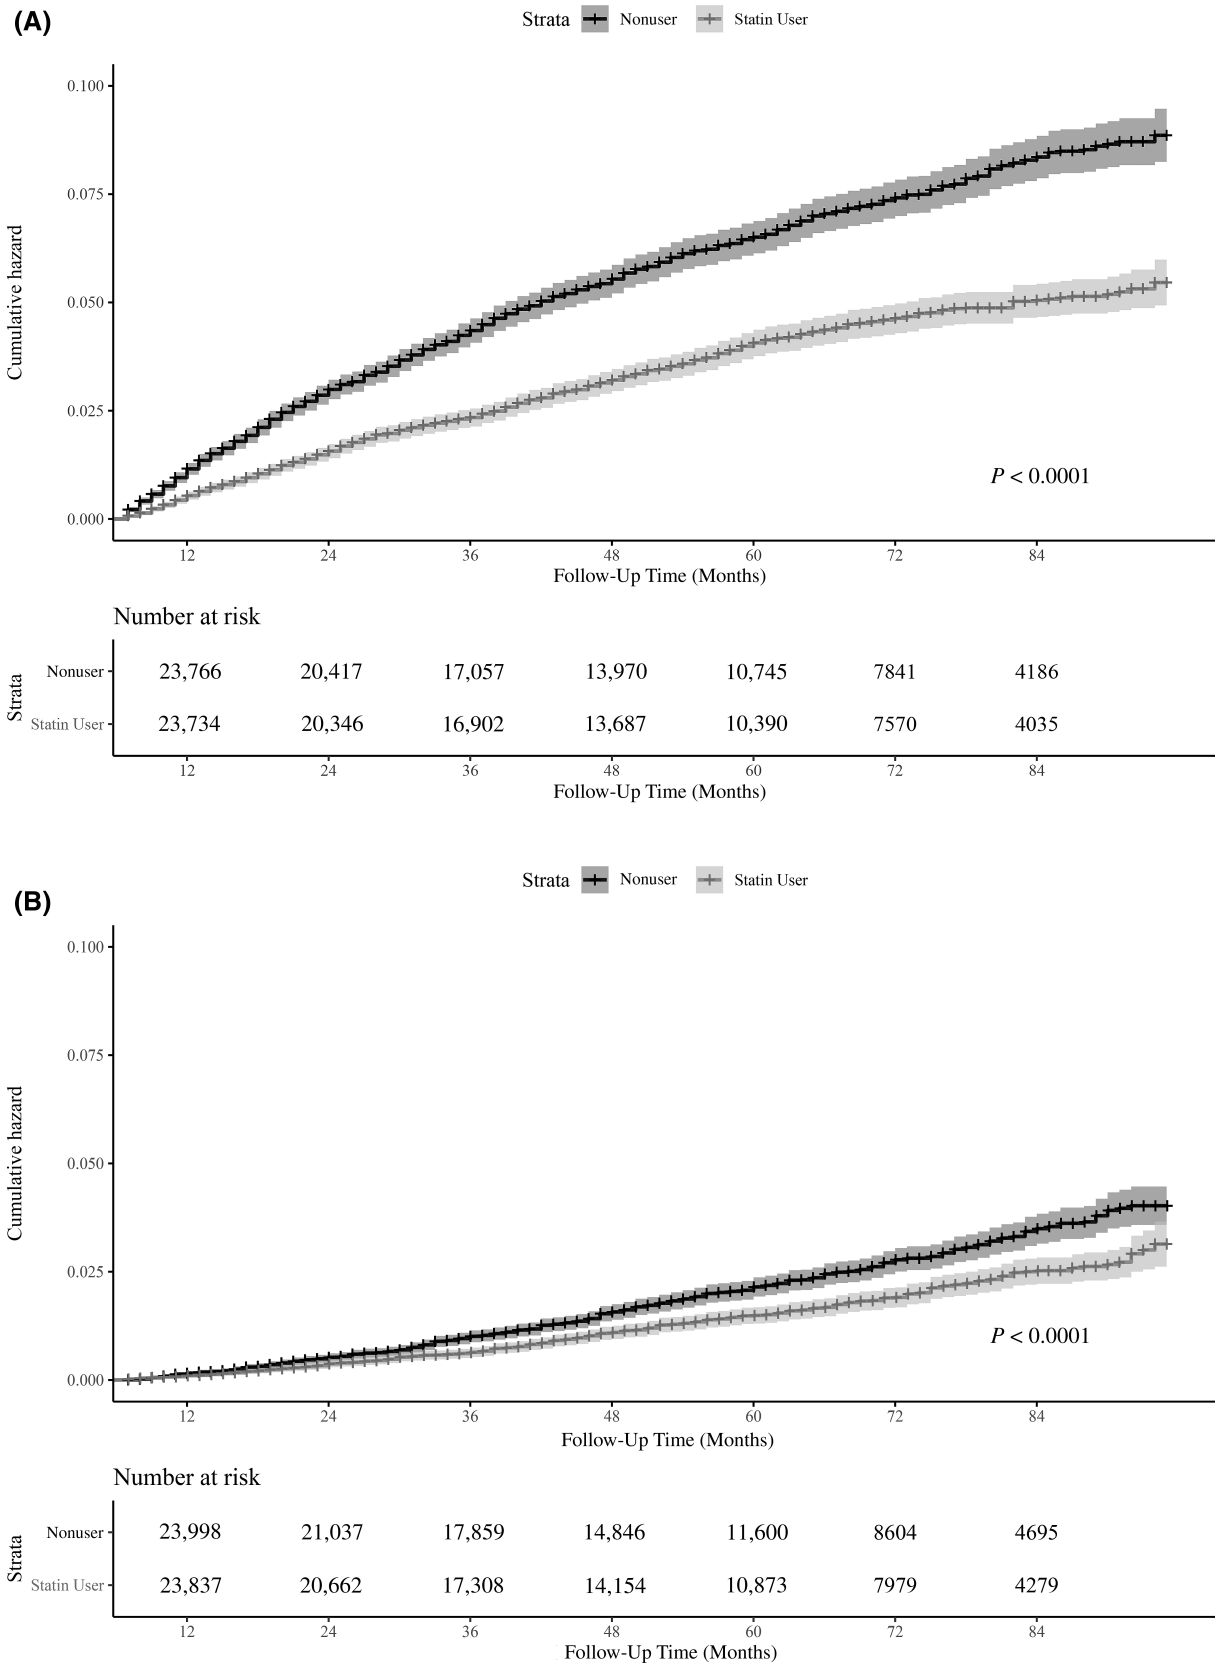 (A)
Strata Nonuser Statin User
0.100
0.075
0.050
0.025
0.000
Cumulative hazard
P < 0.0001
12 24 36 48 60 72 84
Follow-Up Time (Months)
Number at risk
Strata
Nonuser 23,766 20,417 17,057 13,970 10,745 7841 4186
Statin User 23,734 20,346 16,902 13,687 10,390 7570 4035
12 24 36 48 60 72 84
Follow-Up Time (Months)
(B)
Strata Nonuser Statin User
0.100
0.075
0.050
0.025
0.000
Cumulative hazard
P < 0.0001
12 24 36 48 60 72 84
Follow-Up Time (Months)
Number at risk
Strata
Nonuser 23,998 21,037 17,859 14,846 11,600 8604 4695
Statin User 23,837 20,662 17,308 14,154 10,873 7979 4279
12 24 36 48 60 72 84
Follow-Up Time (Months)